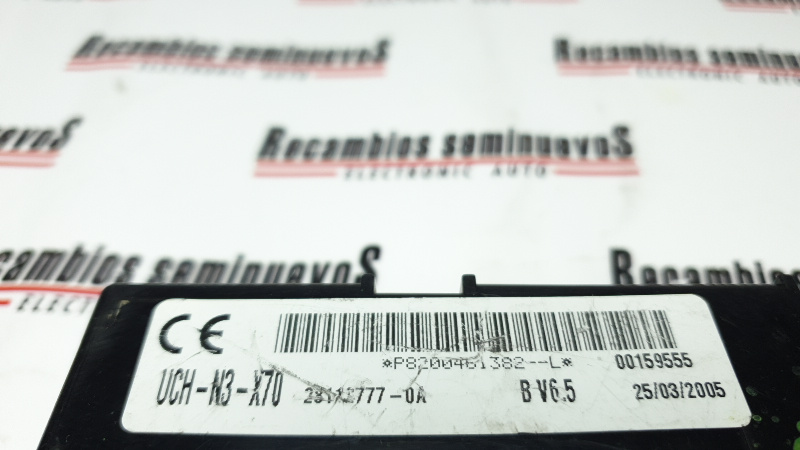 Recambios seminuevoS
Recambios seminuevoS
ELECTRONIC AUTO
Recambios seminuevoS
ELECTRONIC AUTO
Recambios seminuevoS
CE
*P8200461382--L*
00159555
UCH-N3-X70
B V6.5
25/03/2005